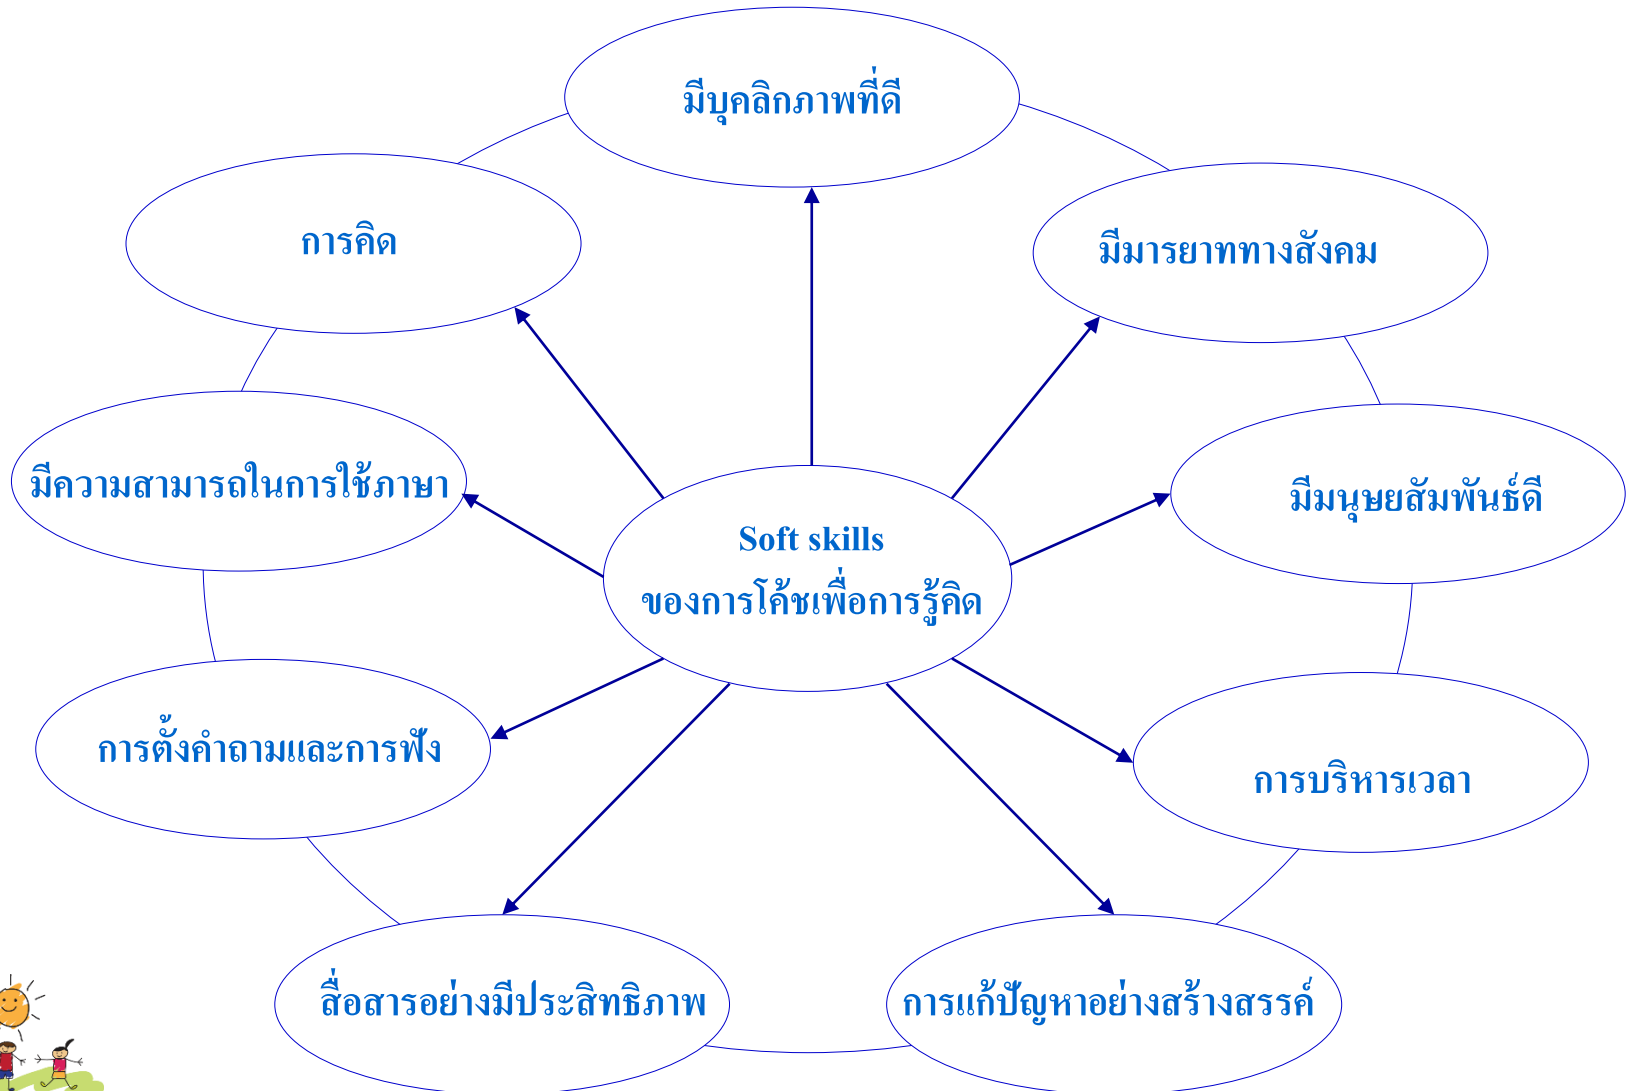 มีบุคลิกภาพที่ดี
การคิด
มีมารยาททางสังคม
มีความสามารถในการใช้ภาษา
มีมนุษยสัมพันธ์ดี
Soft skills
ของการโค้ชเพื่อการรู้คิด
การตั้งคำถามและการฟัง
การบริหารเวลา
สื่อสารอย่างมีประสิทธิภาพ
การแก้ปัญหาอย่างสร้างสรรค์